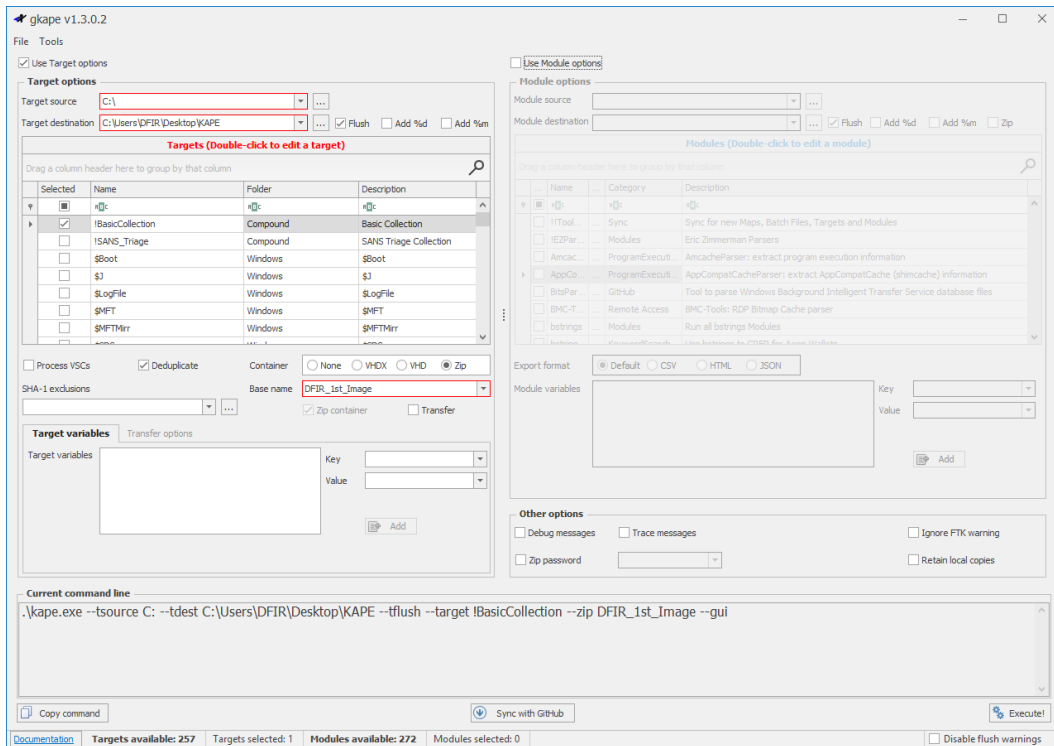 gkape v1.3.0.2
File Tools
Use Target options
Use Module options
Target options
Target source C:\ ...
Target destination C:\Users\DFIR\Desktop\KAPE ... Flush Add %d Add %m
Targets (Double-click to edit a target)
Drag a column header here to group by that column
Selected Name Folder Description
!BasicCollection Compound Basic Collection
!SANS_Triage Compound SANS Triage Collection
$Boot Windows $Boot
$J Windows $J
$LogFile Windows $LogFile
$MFT Windows $MFT
$MFTMirr Windows $MFTMirr
Process VSCs Deduplicate Container None VHDX VHD Zip
SHA-1 exclusions Base name DFIR_1st_Image
... Zip container Transfer
Target variables Transfer options
Target variables Key
Value
Add
Module options
Module source ...
Module destination ... Flush Add %d Add %m Zip
Modules (Double-click to edit a module)
Drag a column header here to group by that column
... Name ... Category Description
!!Tool... ... Sync Sync for new Maps, Batch Files, Targets and Modules
!EZPar... ... Modules Eric Zimmerman Parsers
Amcac... ... ProgramExecuti... AmcacheParser: extract program execution information
AppCo... ... ProgramExecuti... AppCompatCacheParser: extract AppCompatCache (shimcache) information
BitsPar... ... GitHub Tool to parse Windows Background Intelligent Transfer Service database files
BMC-T... ... Remote Access BMC-Tools: RDP Bitmap Cache parser
bstrings ... Modules Run all bstrings Modules
Export format Default CSV HTML JSON
Module variables Key
Value
Add
Other options
Debug messages Trace messages Ignore FTK warning
Zip password Retain local copies
Current command line
.\kape.exe --tsource C: --tdest C:\Users\DFIR\Desktop\KAPE --tflush --target !BasicCollection --zip DFIR_1st_Image --gui
Copy command Sync with GitHub Execute!
Documentation Targets available: 257 Targets selected: 1 Modules available: 272 Modules selected: 0 Disable flush warnings